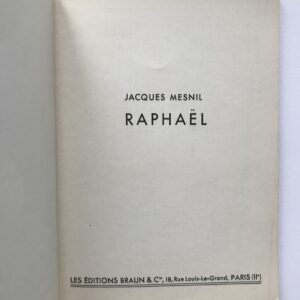 JACQUES MESNIL
RAPHAËL
LES ÉDITIONS BRAUN & Cie, 18, Rue Louis-Le-Grand, PARIS (IIe)